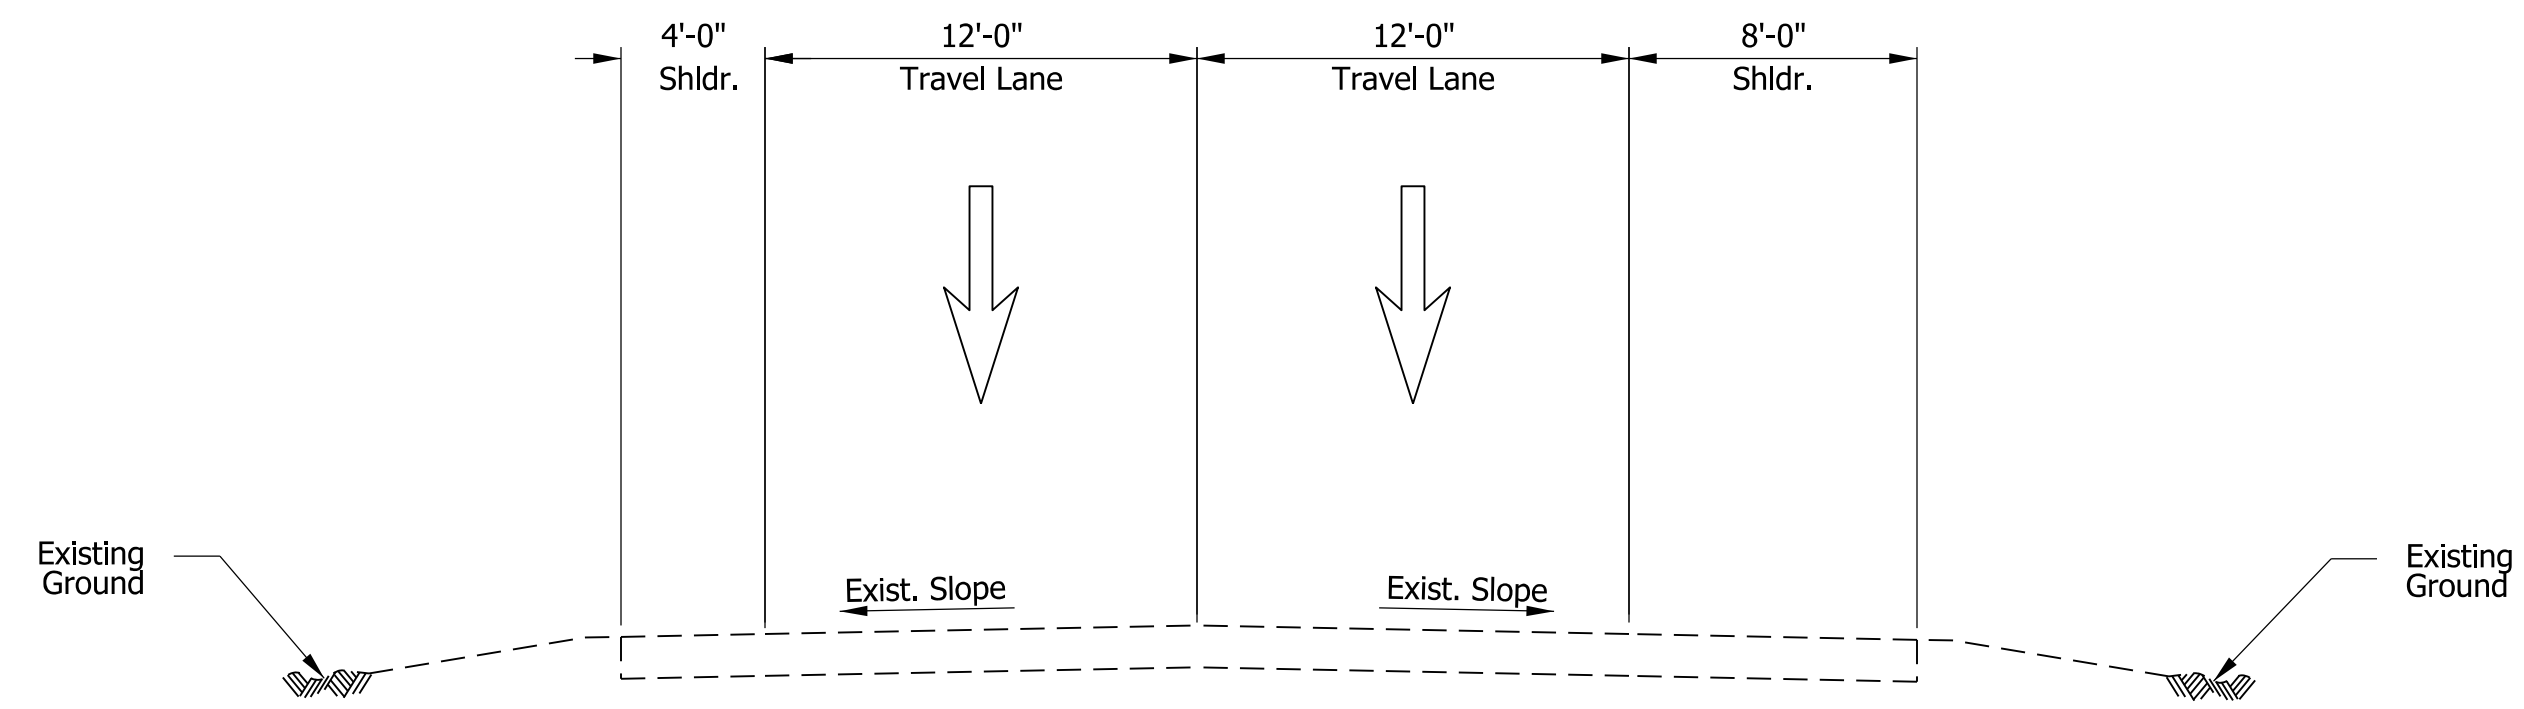 4'-0"
Shldr.
12'-0"
Travel Lane
12'-0"
Travel Lane
8'-0"
Shldr.
Existing
Ground
Exist. Slope
Exist. Slope
Existing
Ground